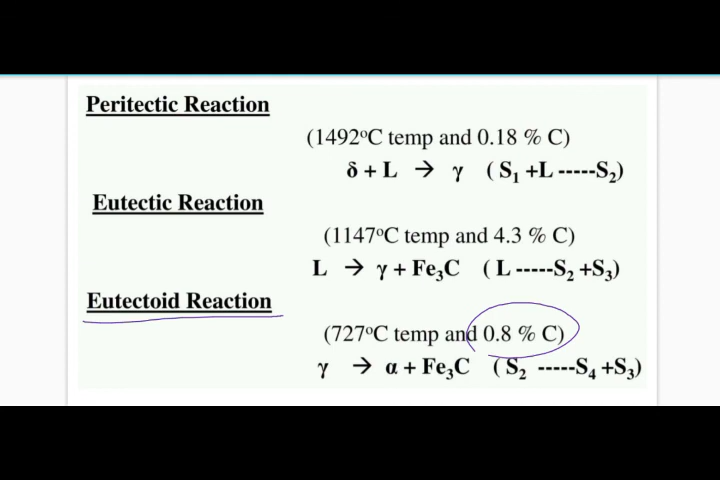 Peritectic Reaction
(1492°C temp and 0.18 % C)
δ + L → γ ( S₁ +L -----S₂)
Eutectic Reaction
(1147°C temp and 4.3 % C)
L → γ + Fe₃C ( L -----S₂ +S₃)
Eutectoid Reaction
(727°C temp and 0.8 % C)
γ → α + Fe₃C ( S₂ -----S₄ +S₃)